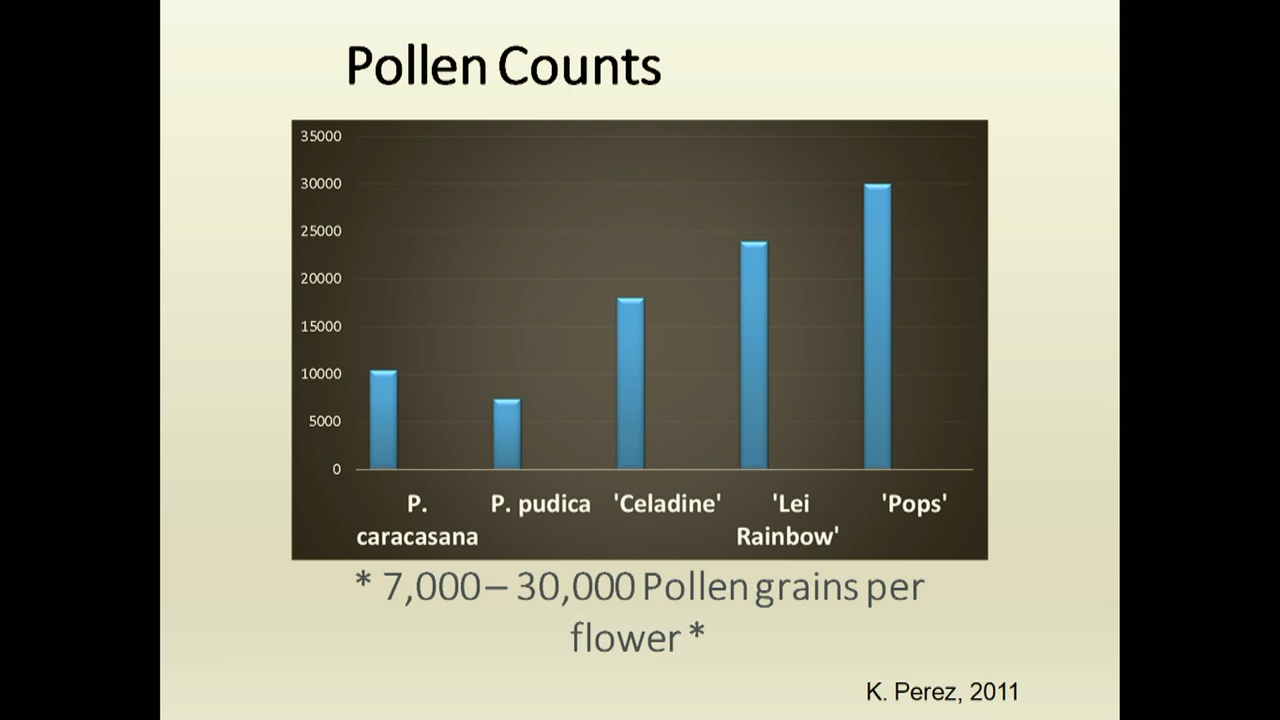 Pollen Counts
35000
30000
25000
20000
15000
10000
5000
0
P. caracasana
P. pudica
'Celadine'
'Lei Rainbow'
'Pops'
* 7,000 – 30,000 Pollen grains per
flower *
K. Perez, 2011